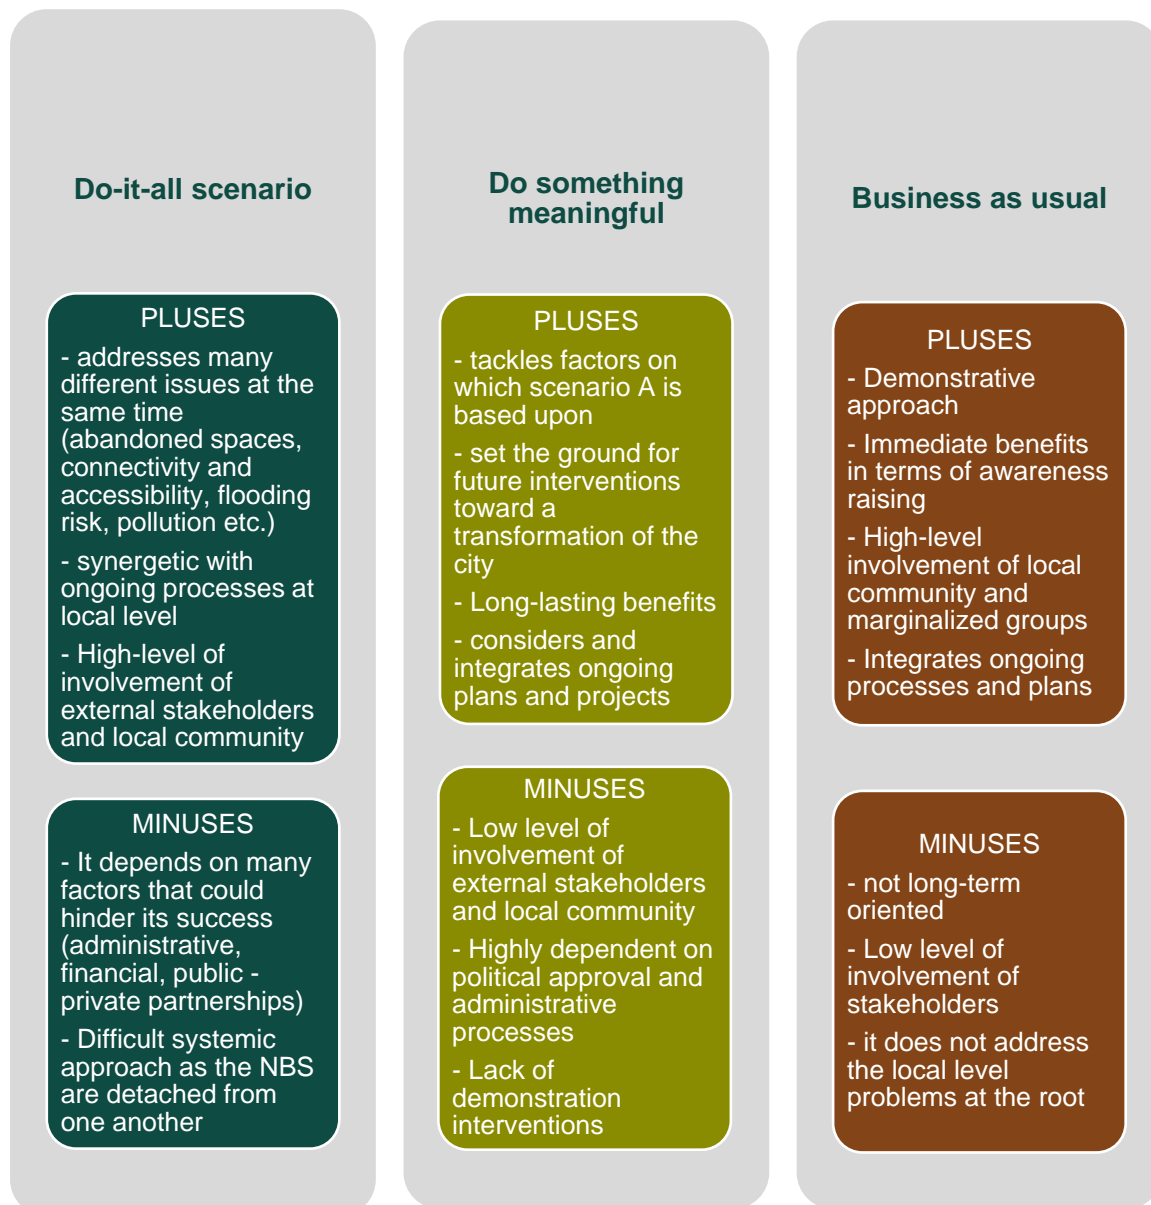 Do-it-all scenario
PLUSES
- addresses many
different issues at the
same time
(abandoned spaces,
connectivity and
accessibility, flooding
risk, pollution etc.)
- synergetic with
ongoing processes at
local level
- High-level of
involvement of
external stakeholders
and local community
MINUSES
- It depends on many
factors that could
hinder its success
(administrative,
financial, public -
private partnerships)
- Difficult systemic
approach as the NBS
are detached from
one another
Do something
meaningful
PLUSES
- tackles factors on
which scenario A is
based upon
- set the ground for
future interventions
toward a
transformation of the
city
- Long-lasting benefits
- considers and
integrates ongoing
plans and projects
MINUSES
- Low level of
involvement of
external stakeholders
and local community
- Highly dependent on
political approval and
administrative
processes
- Lack of
demonstration
interventions
Business as usual
PLUSES
- Demonstrative
approach
- Immediate benefits
in terms of awareness
raising
- High-level
involvement of local
community and
marginalized groups
- Integrates ongoing
processes and plans
MINUSES
- not long-term
oriented
- Low level of
involvement of
stakeholders
- it does not address
the local level
problems at the root